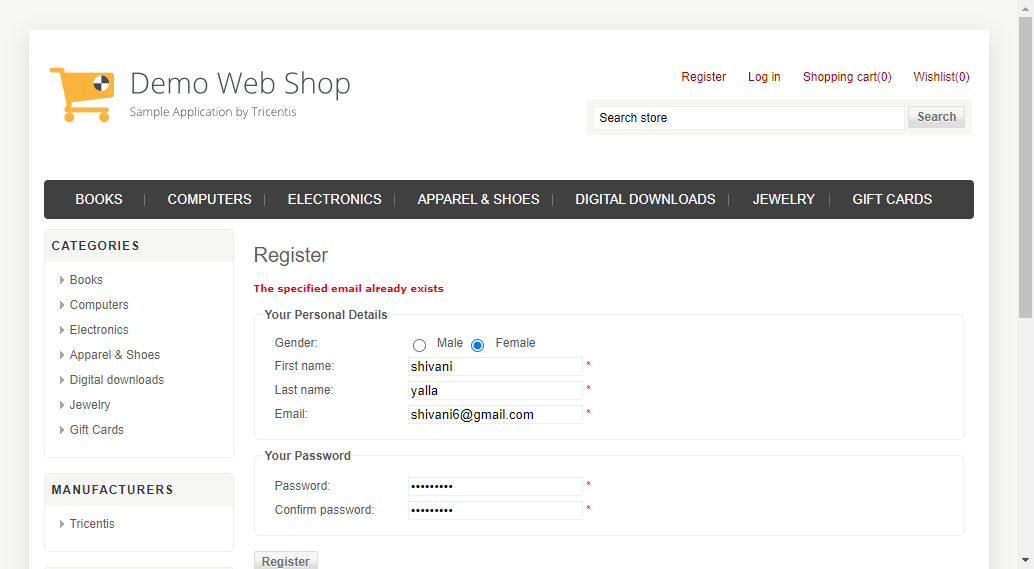 Demo Web Shop
Sample Application by Tricentis
Register Log in Shopping cart(0) Wishlist(0)
Search store Search
BOOKS COMPUTERS ELECTRONICS APPAREL & SHOES DIGITAL DOWNLOADS JEWELRY GIFT CARDS
CATEGORIES
Books
Computers
Electronics
Apparel & Shoes
Digital downloads
Jewelry
Gift Cards
MANUFACTURERS
Tricentis
Register
The specified email already exists
Your Personal Details
Gender: Male Female
First name: shivani *
Last name: yalla *
Email: shivani6@gmail.com *
Your Password
Password: ••••••••• *
Confirm password: ••••••••• *
Register